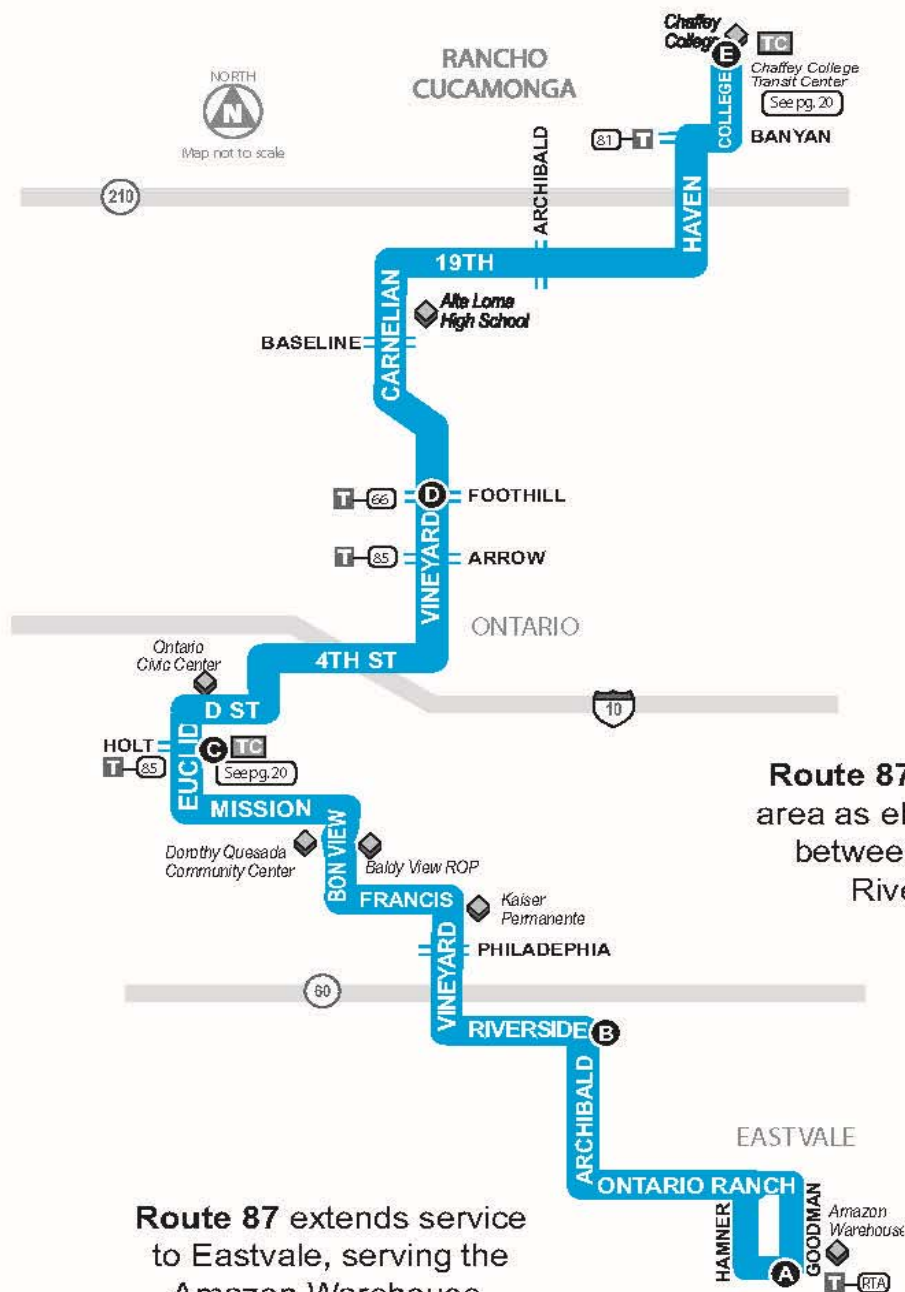 Chaffey
College
E
TC
Chaffey College
Transit Center
See pg. 20
RANCHO
CUCAMONGA
NORTH
N
Map not to scale
COLLEGE
BANYAN
81
T
ARCHIBALD
210
HAVEN
19TH
CARNELIAN
Alta Loma
High School
BASELINE
T
66
D
FOOTHILL
T
85
ARROW
VINEYARD
ONTARIO
Ontario
Civic Center
4TH ST
10
D ST
HOLT
T
85
EUCLID
C
TC
See pg. 20
MISSION
Route 87
area as el
betwee
Rive
Dorothy Quesada
Community Center
BON VIEW
Baldy View ROP
FRANCIS
Kaiser
Permanente
VINEYARD
PHILADEPHIA
60
RIVERSIDE
B
ARCHIBALD
EASTVALE
ONTARIO RANCH
HAMNER
GOODMAN
Amazon
Warehouse
A
T
RTA
Route 87 extends service
to Eastvale, serving the
Amazon Warehouse